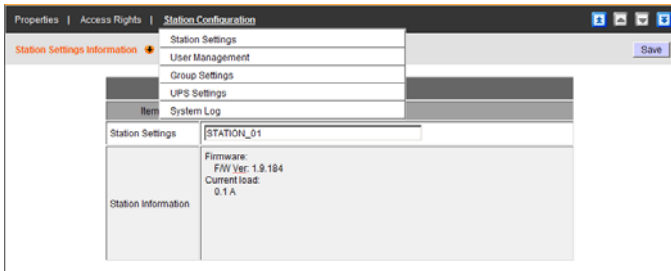 Properties | Access Rights | Station Configuration
Station Settings Information
Save
Station Settings
User Management
Group Settings
UPS Settings
System Log
Item
Station Settings
STATION_01
Station Information
Firmware:
F/W Ver: 1.9.184
Current load:
0.1 A